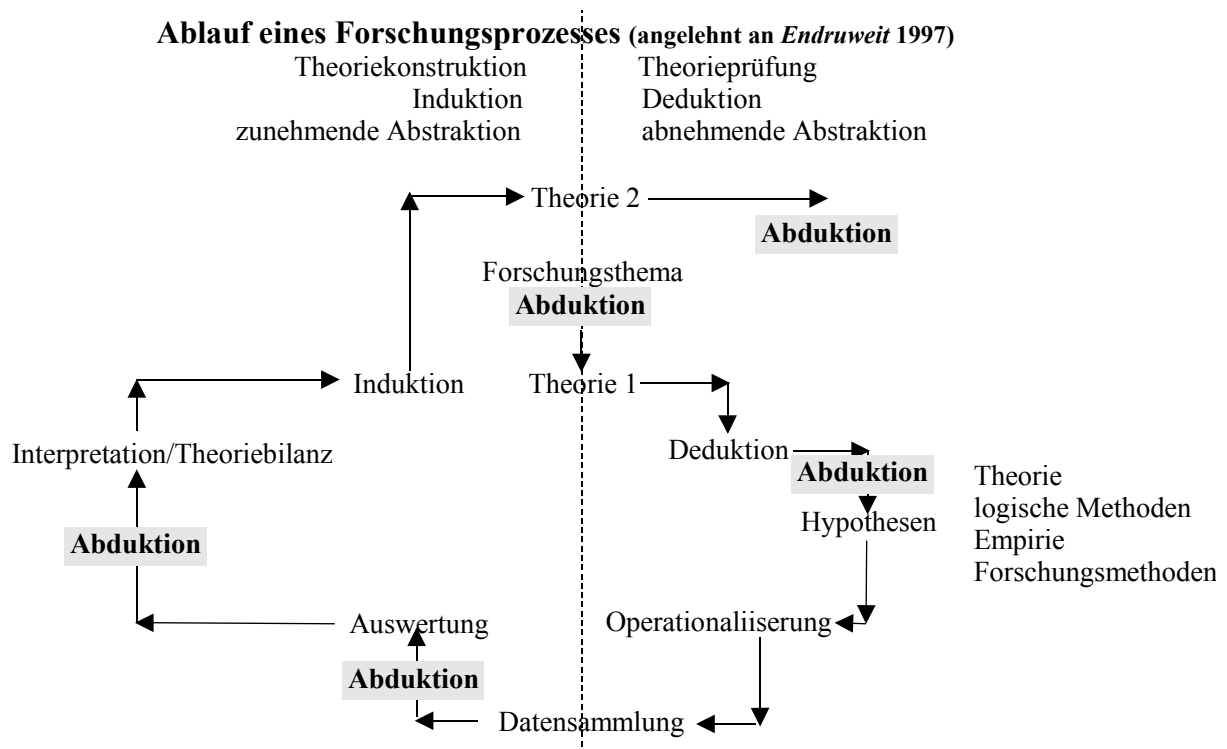 Ablauf eines Forschungsprozesses (angelehnt an Endruweit 1997)
Theoriekonstruktion Theorieprüfung
Induktion Deduktion
zunehmende Abstraktion abnehmende Abstraktion
Theorie 2
Abduktion
Forschungsthema
Abduktion
Induktion Theorie 1
Interpretation/Theoriebilanz Deduktion
Abduktion Theorie
logische Methoden
Hypothesen
Abduktion Empirie
Forschungsmethoden
Auswertung Operationaliiserung
Abduktion
Datensammlung